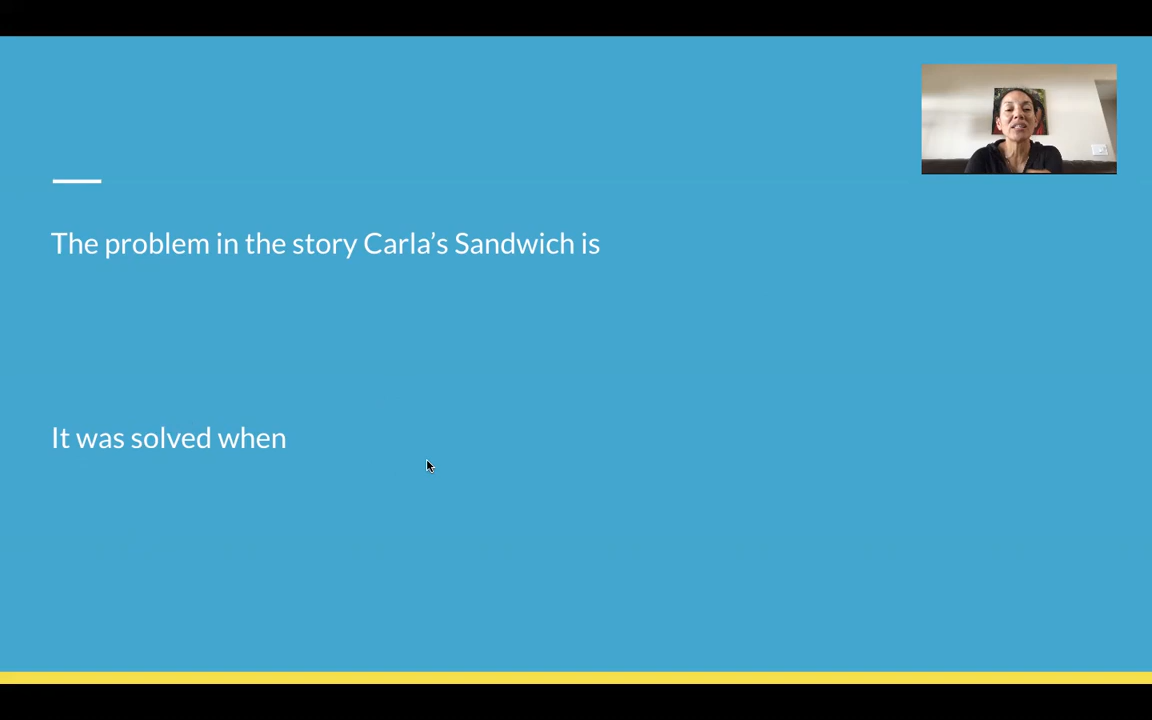 The problem in the story Carla’s Sandwich is
It was solved when